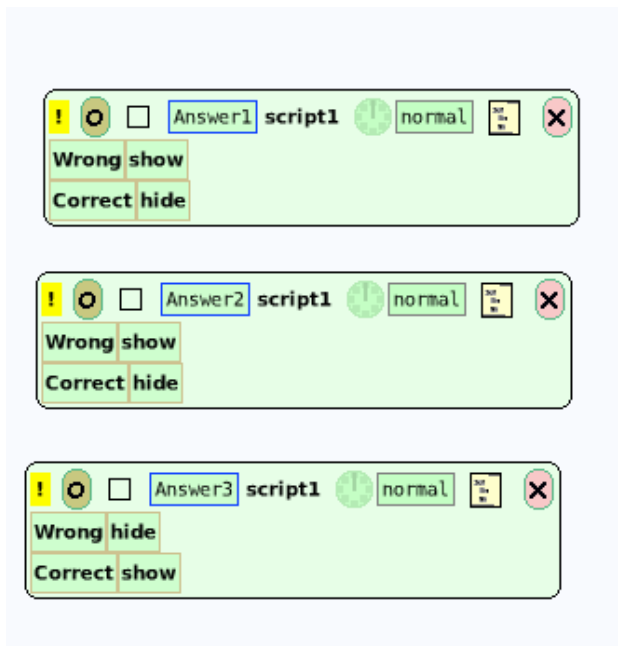 ! Answer1 script1 normal
Wrong show
Correct hide
! Answer2 script1 normal
Wrong show
Correct hide
! Answer3 script1 normal
Wrong hide
Correct show